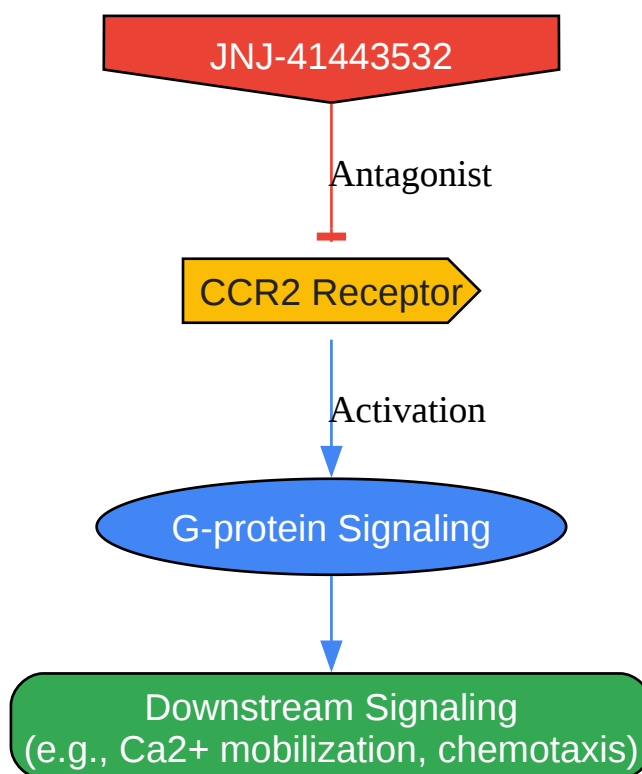 JNJ-41443532
Antagonist
CCR2 Receptor
Activation
G-protein Signaling
Downstream Signaling
(e.g., Ca2+ mobilization, chemotaxis)